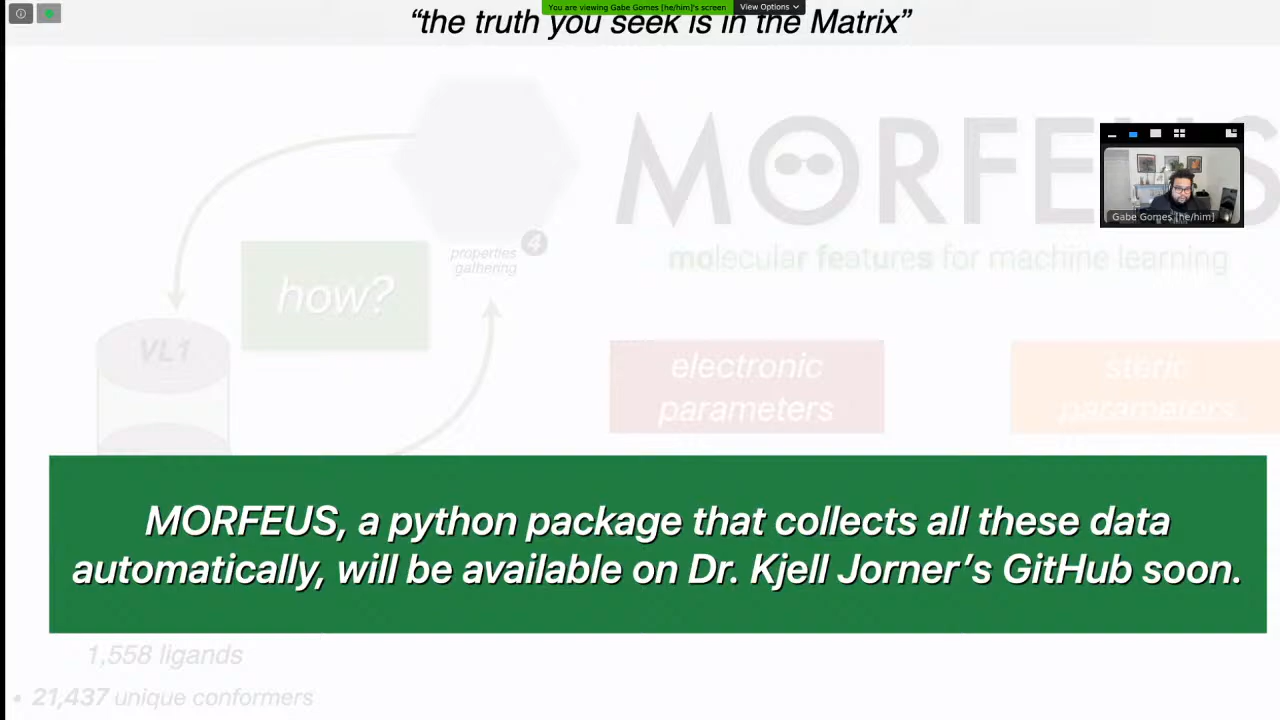 You are viewing Gabe Gomes [he/him]'s screen
View Options
“the truth you seek is in the Matrix”
MORFEUS
molecular features for machine learning
Gabe Gomes [he/him]
properties
gathering
4
how?
VL1
electronic
parameters
steric
parameters
MORFEUS, a python package that collects all these data
automatically, will be available on Dr. Kjell Jorner’s GitHub soon.
1,558 ligands
• 21,437 unique conformers